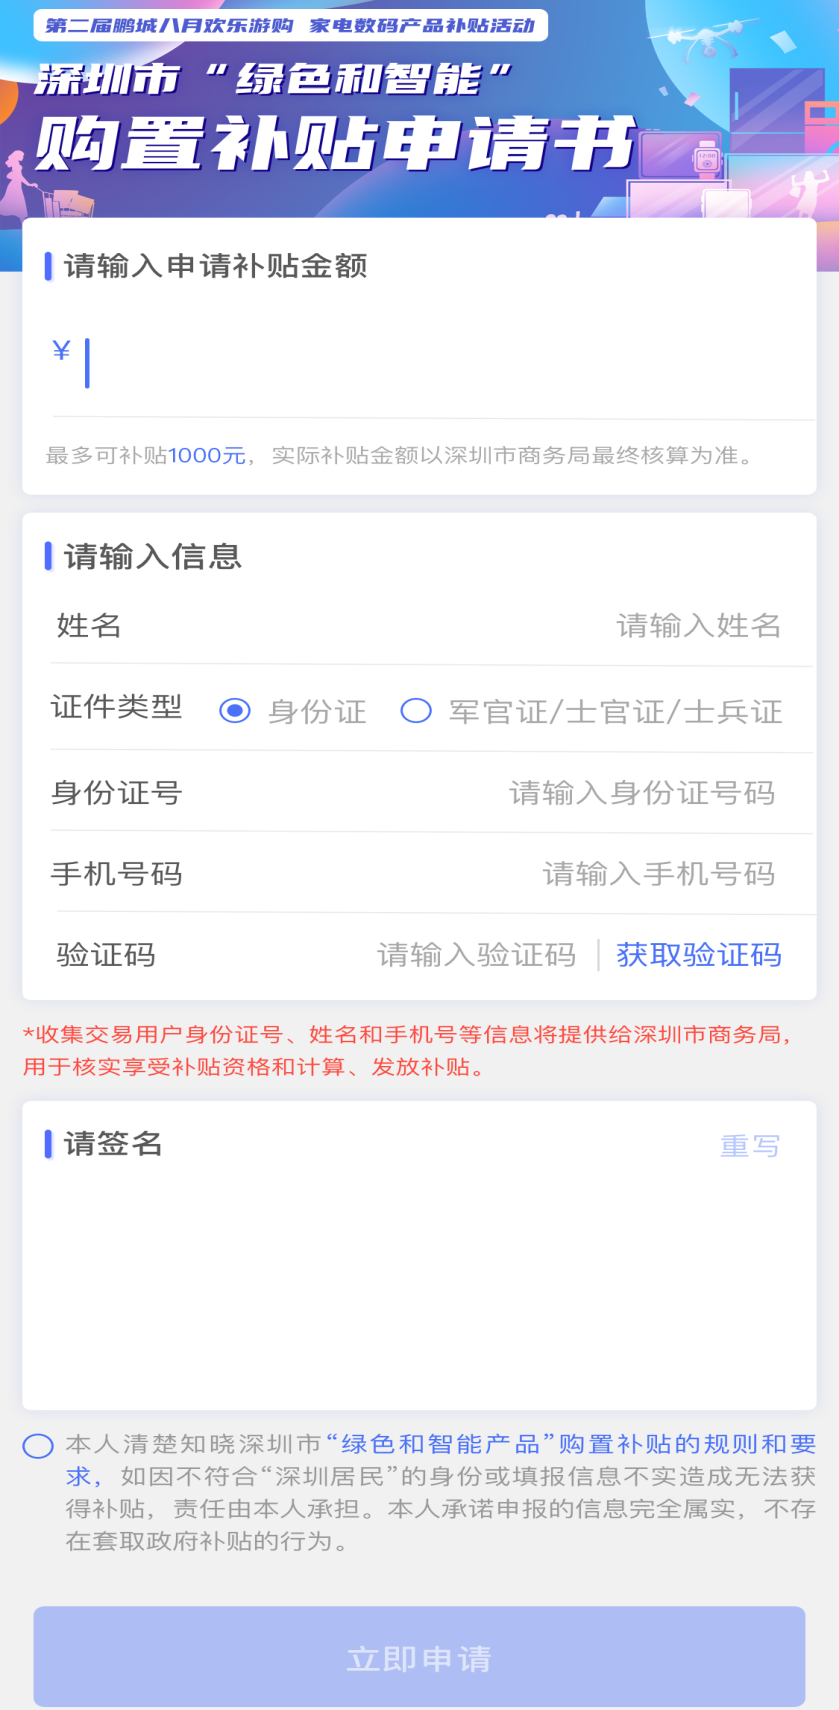 第二届鹏城八月欢乐游购 家电数码产品补贴活动
深圳市“绿色和智能”
购置补贴申请书
12:00
请输入申请补贴金额
¥
最多可补贴1000元，实际补贴金额以深圳市商务局最终核算为准。
请输入信息
姓名 请输入姓名
证件类型 身份证 军官证/士官证/士兵证
身份证号 请输入身份证号码
手机号码 请输入手机号码
验证码 请输入验证码 获取验证码
*收集交易用户身份证号、姓名和手机号等信息将提供给深圳市商务局，
用于核实享受补贴资格和计算、发放补贴。
请签名 重写
本人清楚知晓深圳市“绿色和智能产品”购置补贴的规则和要
求，如因不符合“深圳居民”的身份或填报信息不实造成无法获
得补贴，责任由本人承担。本人承诺申报的信息完全属实，不存
在套取政府补贴的行为。
立即申请